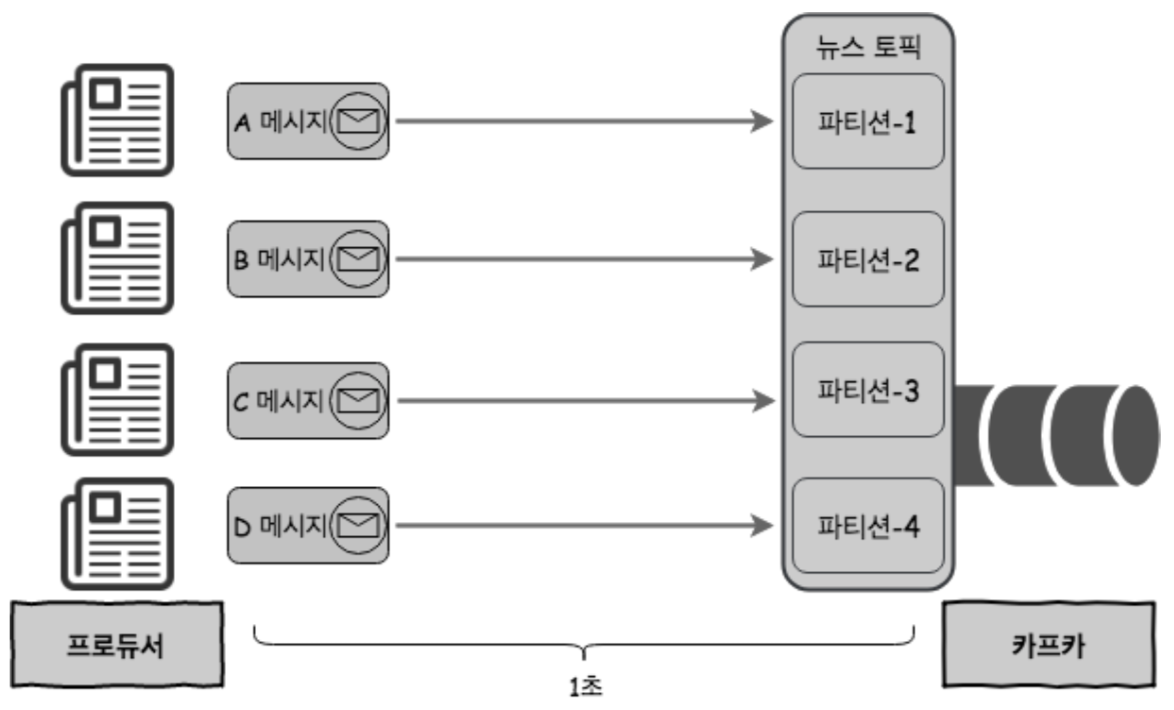 뉴스 토픽
A 메시지
파티션-1
B 메시지
파티션-2
C 메시지
파티션-3
D 메시지
파티션-4
프로듀서
카프카
1초